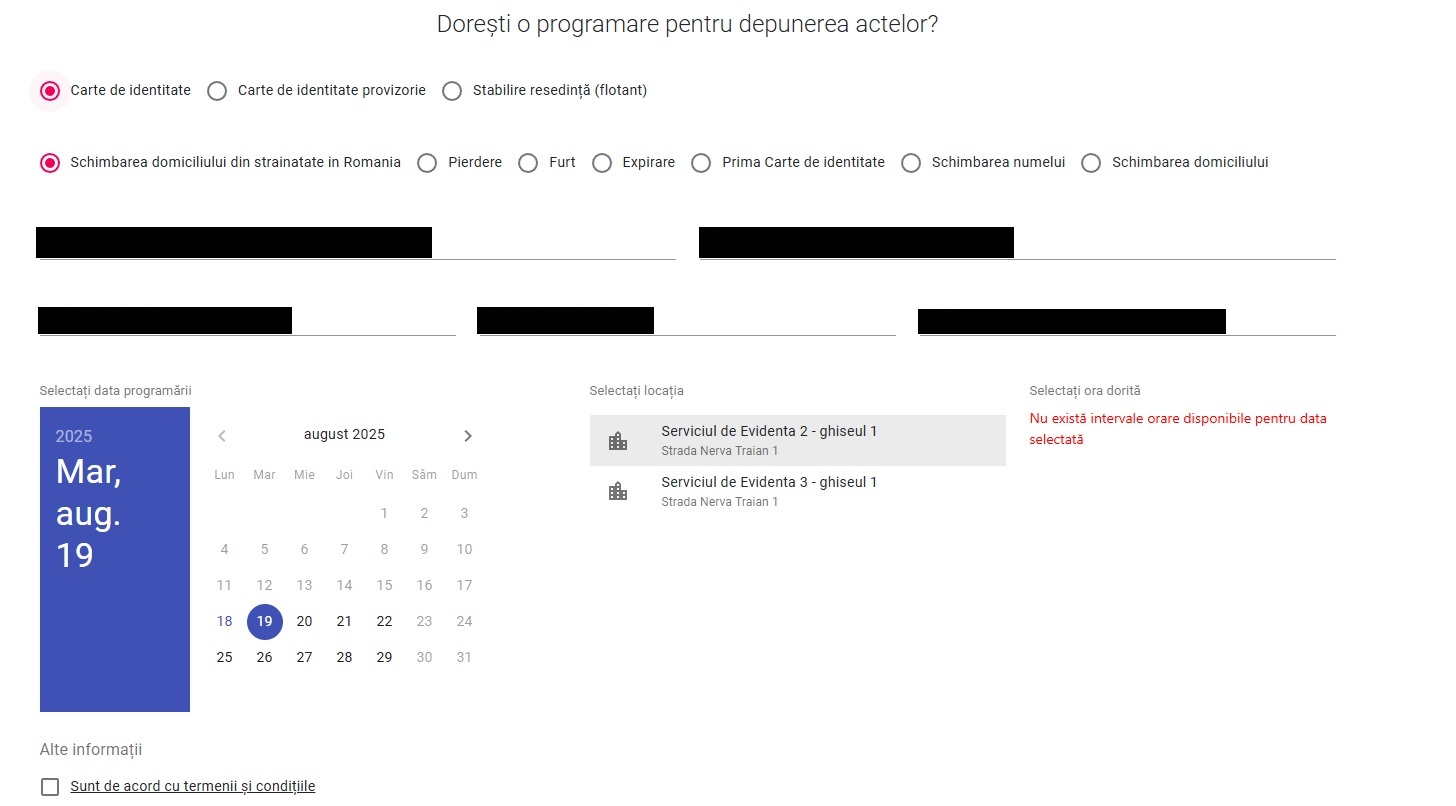 Dorești o programare pentru depunerea actelor?
Carte de identitate Carte de identitate provizorie Stabilire resedință (flotant)
Schimbarea domiciliului din strainatate in Romania Pierdere Furt Expirare Prima Carte de identitate Schimbarea numelui Schimbarea domiciliului
Selectați data programării
2025
Mar,
aug.
19
august 2025
Lun Mar Mie Joi Vin Sâm Dum
1 2 3
4 5 6 7 8 9 10
11 12 13 14 15 16 17
18 19 20 21 22 23 24
25 26 27 28 29 30 31
Selectați locația
Serviciul de Evidenta 2 - ghiseul 1
Strada Nerva Traian 1
Serviciul de Evidenta 3 - ghiseul 1
Strada Nerva Traian 1
Selectați ora dorită
Nu există intervale orare disponibile pentru data
selectată
Alte informații
Sunt de acord cu termenii și condițiile